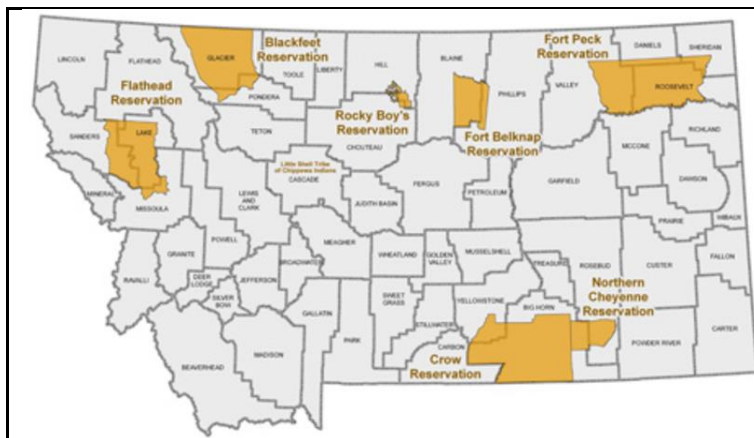 Blackfeet
Reservation
Fort Peck
Reservation
Flathead
Reservation
Rocky Boy's
Reservation
Fort Belknap
Reservation
Little Shell Tribe
of Chippewa Indians
Northern
Cheyenne
Reservation
Crow
Reservation
LINCOLN
FLATHEAD
GLACIER
TOOLE
LIBERTY
HILL
BLAINE
PHILLIPS
VALLEY
DANIELS
SHERIDAN
ROOSEVELT
PONDERA
TETON
CHOUTEAU
SANDERS
LAKE
MINERAL
MISSOULA
LEWIS
AND
CLARK
CASCADE
JUDITH BASIN
FERGUS
PETROLEUM
GARFIELD
MCCONE
RICHLAND
DAWSON
PRAIRIE
WIBAUX
POWELL
GRANITE
RAVALLI
DEER
LODGE
SILVER
BOW
JEFFERSON
BROADWATER
MEAGHER
WHEATLAND
GOLDEN
VALLEY
MUSSELSHELL
TREASURE
ROSEBUD
CUSTER
FALLON
BEAVERHEAD
MADISON
GALLATIN
PARK
SWEET
GRASS
STILLWATER
YELLOWSTONE
CARBON
BIG HORN
POWDER RIVER
CARTER